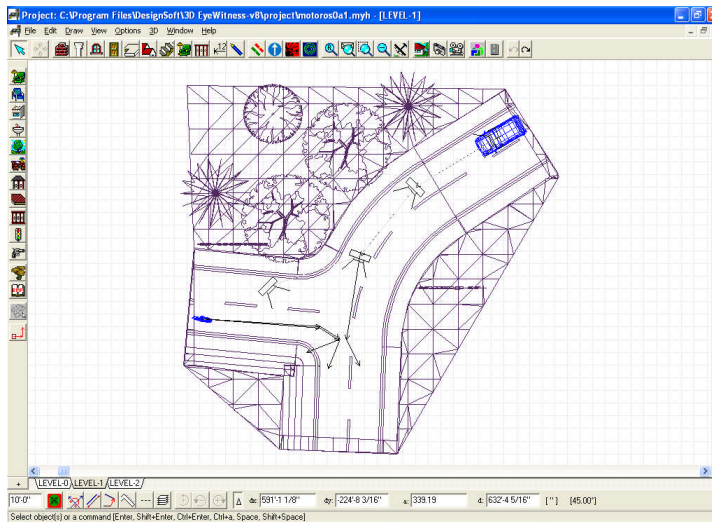 Project: C:\Program Files\DesignSoft\3D EyeWitness-v8\project\motoros0a1.myh - [LEVEL-1]
File Edit Draw View Options 3D Window Help
LEVEL-0 LEVEL-1 LEVEL-2
10'-0" Δ dx: 591'-1 1/8" dy: -224'-8 3/16" a: 339.19 d: 632'-4 5/16" ['' ] [45.00°]
Select object(s) or a command [Enter, Shift+Enter, Ctrl+Enter, Ctrl+a, Space, Shift+Space]